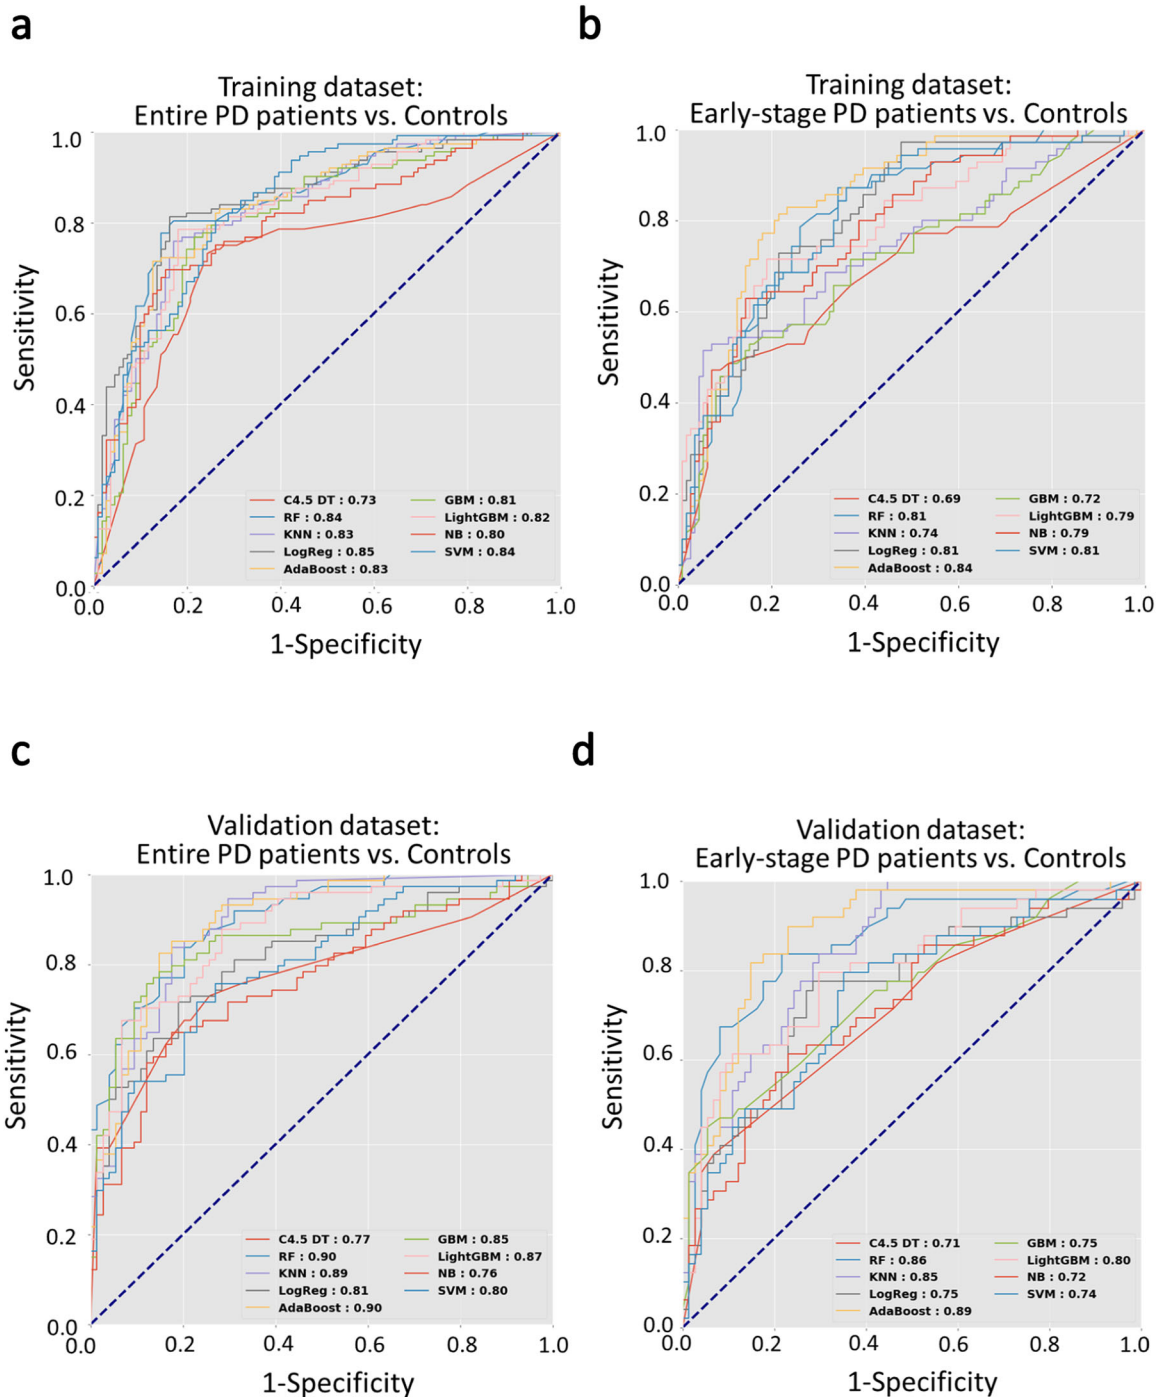 a
Training dataset:
Entire PD patients vs. Controls
1.0
0.8
0.6
0.4
0.2
0.0
Sensitivity
C4.5 DT : 0.73
RF : 0.84
KNN : 0.83
LogReg : 0.85
AdaBoost : 0.83
GBM : 0.81
LightGBM : 0.82
NB : 0.80
SVM : 0.84
0.0 0.2 0.4 0.6 0.8 1.0
1-Specificity
b
Training dataset:
Early-stage PD patients vs. Controls
1.0
0.8
0.6
0.4
0.2
0.0
Sensitivity
C4.5 DT : 0.69
RF : 0.81
KNN : 0.74
LogReg : 0.81
AdaBoost : 0.84
GBM : 0.72
LightGBM : 0.79
NB : 0.79
SVM : 0.81
0.0 0.2 0.4 0.6 0.8 1.0
1-Specificity
c
Validation dataset:
Entire PD patients vs. Controls
1.0
0.8
0.6
0.4
0.2
0.0
Sensitivity
C4.5 DT : 0.77
RF : 0.90
KNN : 0.89
LogReg : 0.81
AdaBoost : 0.90
GBM : 0.85
LightGBM : 0.87
NB : 0.76
SVM : 0.80
0.0 0.2 0.4 0.6 0.8 1.0
1-Specificity
d
Validation dataset:
Early-stage PD patients vs. Controls
1.0
0.8
0.6
0.4
0.2
0.0
Sensitivity
C4.5 DT : 0.71
RF : 0.86
KNN : 0.85
LogReg : 0.75
AdaBoost : 0.89
GBM : 0.75
LightGBM : 0.80
NB : 0.72
SVM : 0.74
0.0 0.2 0.4 0.6 0.8 1.0
1-Specificity